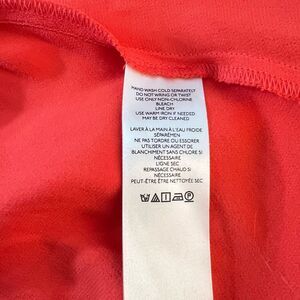 HAND WASH COLD SEPARATELY
DO NOT WRING OR TWIST
USE ONLY NON-CHLORINE
BLEACH
LINE DRY
USE WARM IRON IF NEEDED
MAY BE DRY CLEANED
LAVER À LA MAIN À L'EAU FROIDE
SÉPARÉMEN
NE PAS TORDRE OU ESSORER
UTILISER UN AGENT DE
BLANCHIMENT SANS CHLORE SI
NÉCESSAIRE
LIGNE SEC
REPASSAGE CHAUD SI
NÉCESSAIRE
PEUT-ÊTRE ÊTRE NETTOYÉE SEC